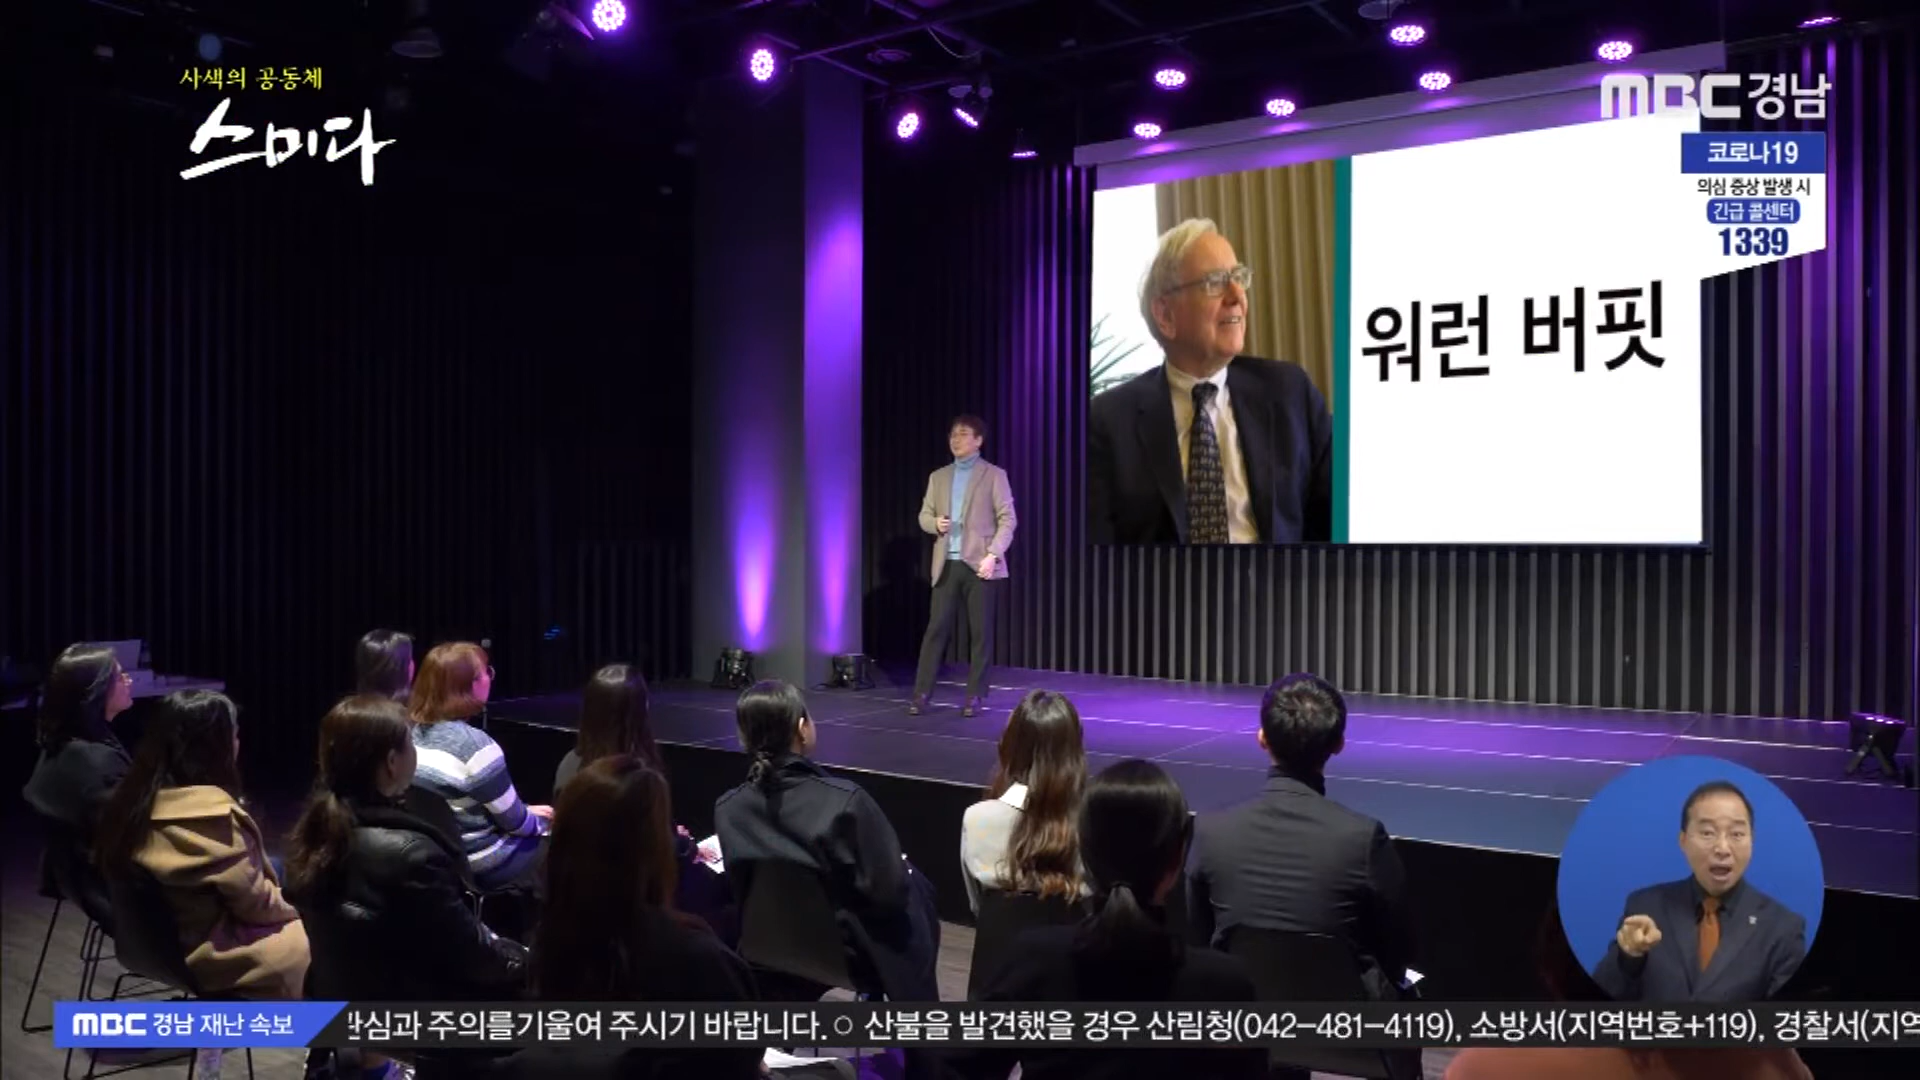 사색의 공동체
스미다
MBC경남
코로나19
의심 증상 발생 시
긴급 콜센터
1339
워런 버핏
MBC 경남 재난 속보
관심과 주의를기울여 주시기 바랍니다. ○ 산불을 발견했을 경우 산림청(042-481-4119), 소방서(지역번호+119), 경찰서(지역